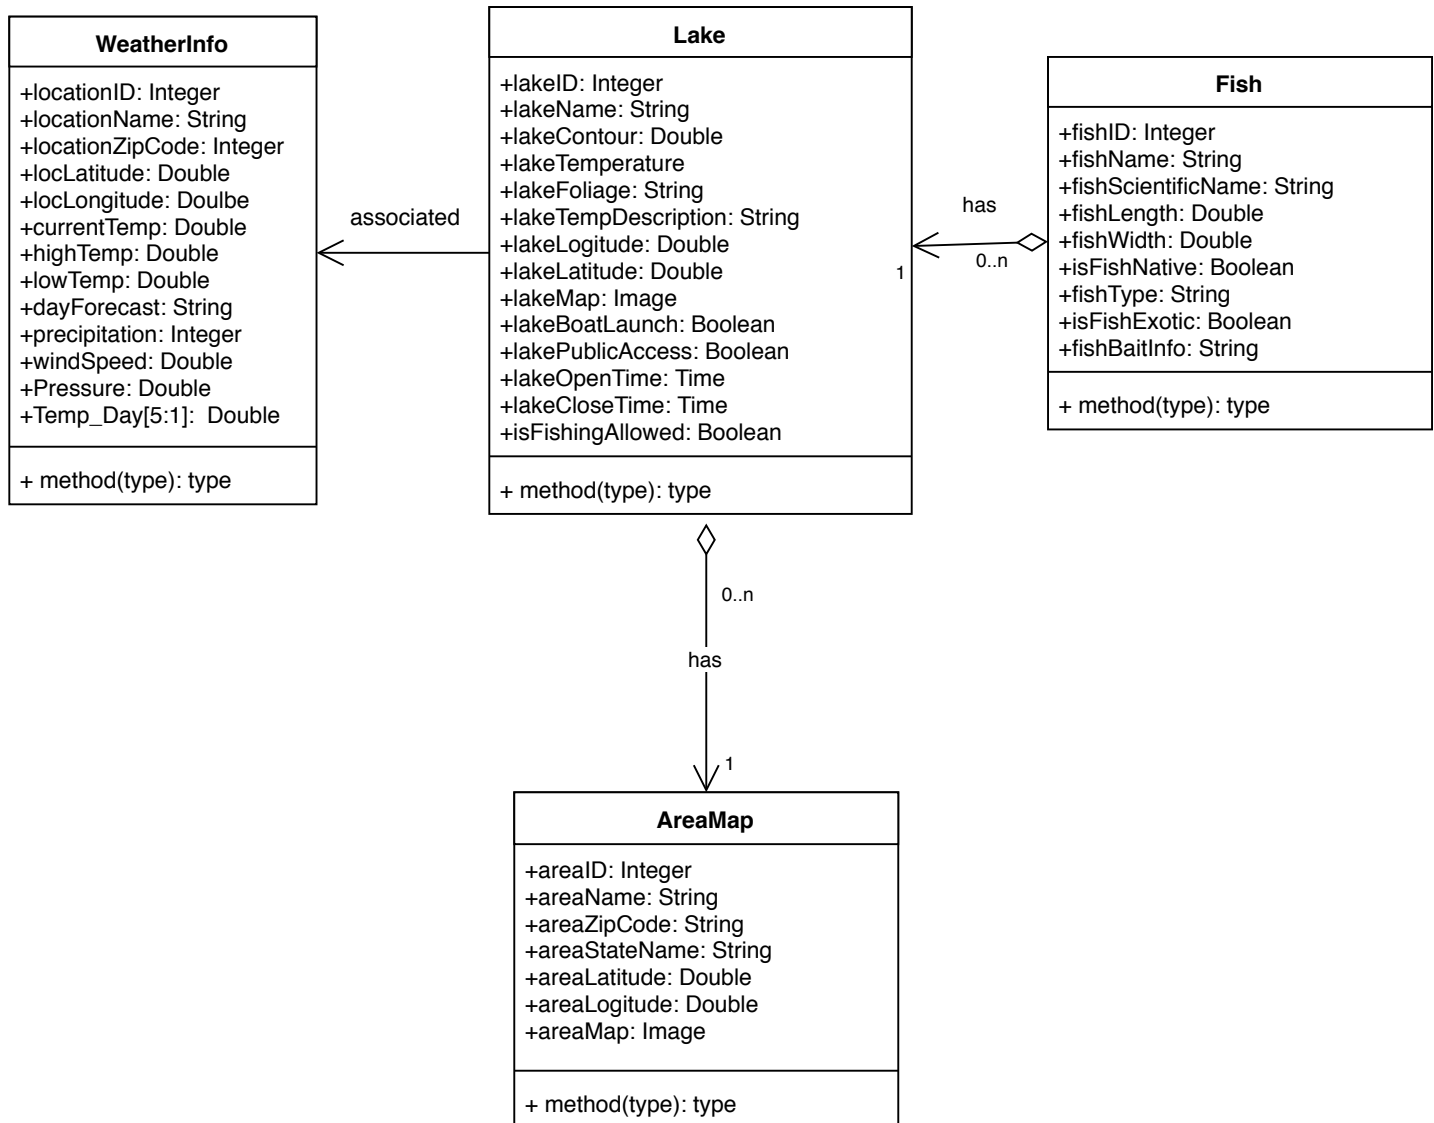 WeatherInfo
+locationID: Integer
+locationName: String
+locationZipCode: Integer
+locLatitude: Double
+locLongitude: Doulbe
+currentTemp: Double
+highTemp: Double
+lowTemp: Double
+dayForecast: String
+precipitation: Integer
+windSpeed: Double
+Pressure: Double
+Temp_Day[5:1]: Double
+ method(type): type
associated
Lake
+lakeID: Integer
+lakeName: String
+lakeContour: Double
+lakeTemperature
+lakeFoliage: String
+lakeTempDescription: String
+lakeLogitude: Double
+lakeLatitude: Double
+lakeMap: Image
+lakeBoatLaunch: Boolean
+lakePublicAccess: Boolean
+lakeOpenTime: Time
+lakeCloseTime: Time
+isFishingAllowed: Boolean
+ method(type): type
1
has
0..n
Fish
+fishID: Integer
+fishName: String
+fishScientificName: String
+fishLength: Double
+fishWidth: Double
+isFishNative: Boolean
+fishType: String
+isFishExotic: Boolean
+fishBaitInfo: String
+ method(type): type
0..n
has
1
AreaMap
+areaID: Integer
+areaName: String
+areaZipCode: String
+areaStateName: String
+areaLatitude: Double
+areaLogitude: Double
+areaMap: Image
+ method(type): type